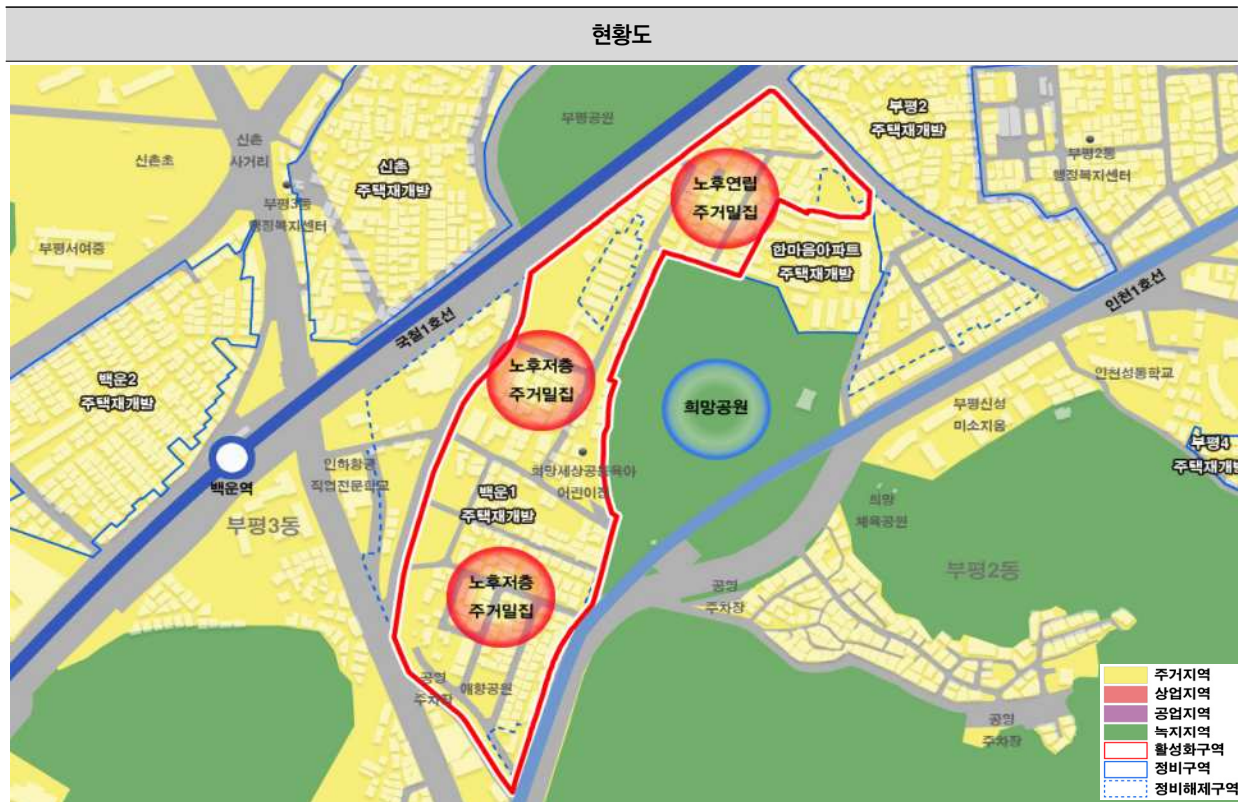 현황도
부평공원
부평2
주택재개발
신촌
사거리
신촌초
신촌
주택재개발
부평2동
행정복지센터
노후연립
주거밀집
부평3동
행정복지센터
부평서여중
한마음아파트
주택재개발
국철1호선
인천1호선
노후저층
주거밀집
백운2
주택재개발
희망공원
인천성동학교
부평신성
미소지움
부평4
주택재개발
백운역
인하항공
직업전문학교
희망세상공동육아
어린이집
백운1
주택재개발
희망
체육공원
부평3동
부평2동
노후저층
주거밀집
공영
주차장
공영
주차장
애향공원
공영
주차장
주거지역
상업지역
공업지역
녹지지역
활성화구역
정비구역
정비해제구역